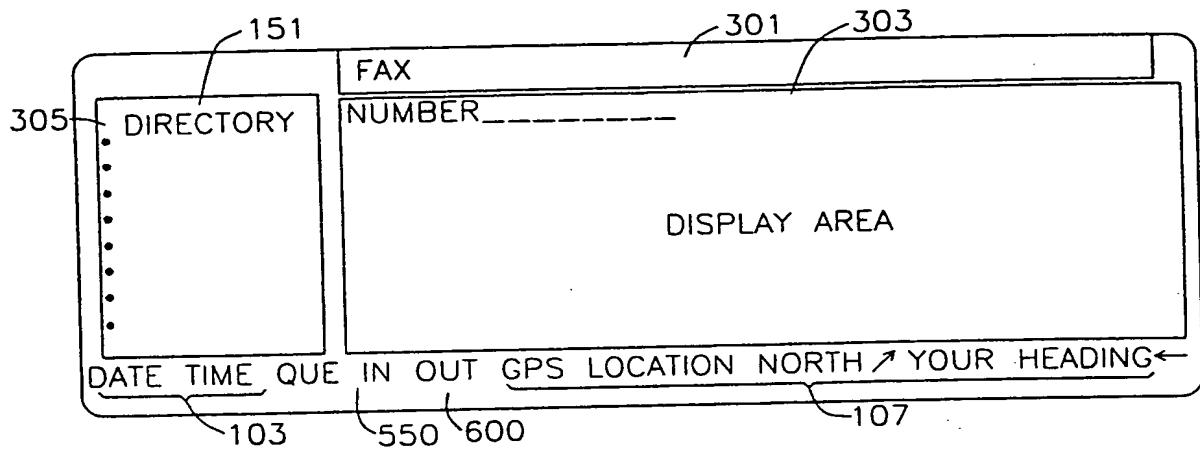 151 301 303
FAX
305 DIRECTORY NUMBER________
DISPLAY AREA
DATE TIME QUE IN OUT GPS LOCATION NORTH↗ YOUR HEADING←
103 550 600 107